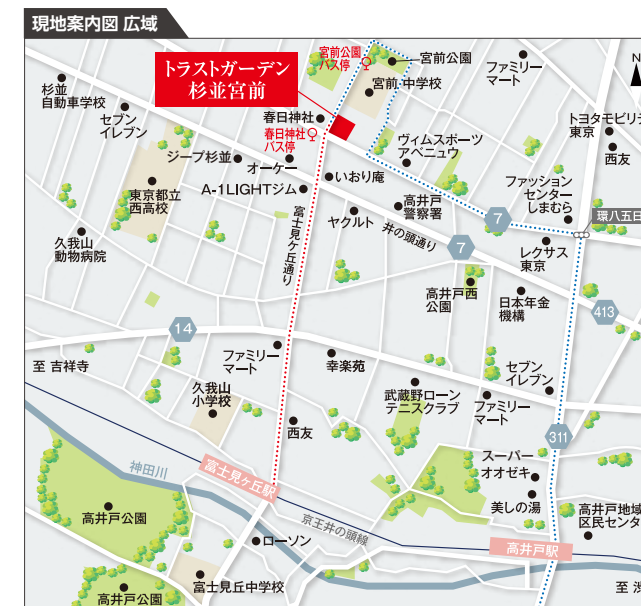 現地案内図 広域
トラストガーデン
杉並宮前
宮前公園
バス停
宮前公園
宮前中学校
ファミリー
マート
N
杉並
自動車学校
セブン
イレブン
春日神社
春日神社
バス停
ヴィムスポーツ
アベニュウ
トヨタモビリテ
東京
西友
ジープ杉並
オーケー
A-1LIGHTジム
いおり庵
東京都立
西高校
ファッション
センター
しまむら
高井戸
警察署
ヤクルト
7
環八五日
久我山
動物病院
富士見ヶ丘通り
井の頭通り
7
レクサス
東京
高井戸西
公園
日本年金
機構
413
14
至 吉祥寺
ファミリー
マート
幸楽苑
久我山
小学校
武蔵野ローン
テニスクラブ
ファミリー
マート
セブン
イレブン
西友
311
神田川
富士見ヶ丘駅
スーパー
オオゼキ
美しの湯
高井戸公園
京王井の頭線
高井戸地域
区民センタ
ローソン
高井戸駅
富士見丘中学校
高井戸公園
至